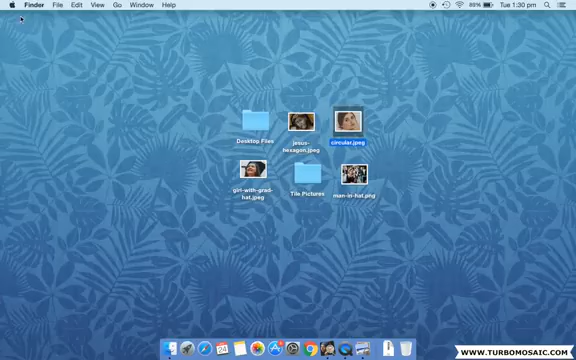 Finder File Edit View Go Window Help
88% Tue 1:30 pm
Desktop Files
jesus-
hexagon.jpeg
circular.jpeg
girl-with-grad-
hat.jpeg
Tile Pictures
man-in-hat.png
24
WWW.TURBOMOSAIC.COM